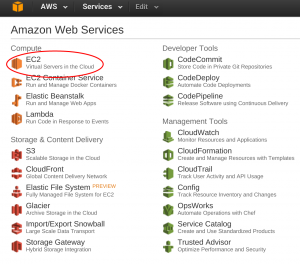 AWS Services Edit
Amazon Web Services
Compute
EC2
Virtual Servers in the Cloud
EC2 Container Service
Run and Manage Docker Containers
Elastic Beanstalk
Run and Manage Web Apps
Lambda
Run Code in Response to Events
Storage & Content Delivery
S3
Scalable Storage in the Cloud
CloudFront
Global Content Delivery Network
Elastic File System PREVIEW
Fully Managed File System for EC2
Glacier
Archive Storage in the Cloud
Import/Export Snowball
Large Scale Data Transport
Storage Gateway
Hybrid Storage Integration
Developer Tools
CodeCommit
Store Code in Private Git Repositories
CodeDeploy
Automate Code Deployments
CodePipeline
Release Software using Continuous Delivery
Management Tools
CloudWatch
Monitor Resources and Applications
CloudFormation
Create and Manage Resources with Templates
CloudTrail
Track User Activity and API Usage
Config
Track Resource Inventory and Changes
OpsWorks
Automate Operations with Chef
Service Catalog
Create and Use Standardized Products
Trusted Advisor
Optimize Performance and Security